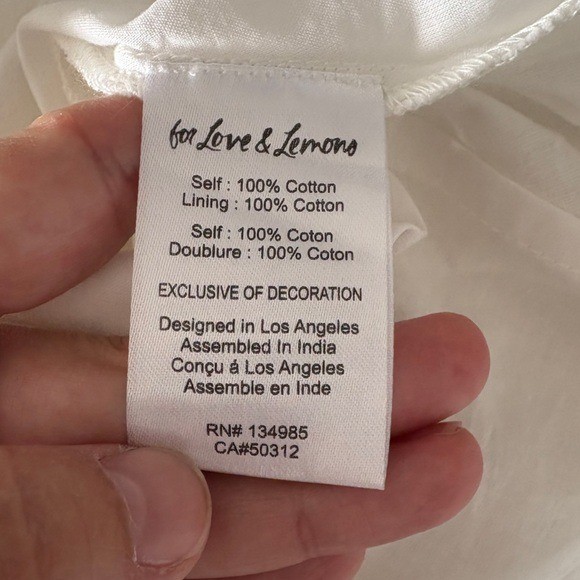 for Love & Lemons
Self : 100% Cotton
Lining : 100% Cotton
Self : 100% Coton
Doublure : 100% Coton
EXCLUSIVE OF DECORATION
Designed in Los Angeles
Assembled In India
Conçu á Los Angeles
Assemble en Inde
RN# 134985
CA#50312